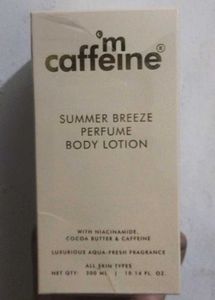 'm
caffeine®
SUMMER BREEZE
PERFUME
BODY LOTION
WITH NIACINAMIDE,
COCOA BUTTER & CAFFEINE
LUXURIOUS AQUA-FRESH FRAGRANCE
ALL SKIN TYPES
NET QTY: 300 ML | 10.14 FL. OZ.